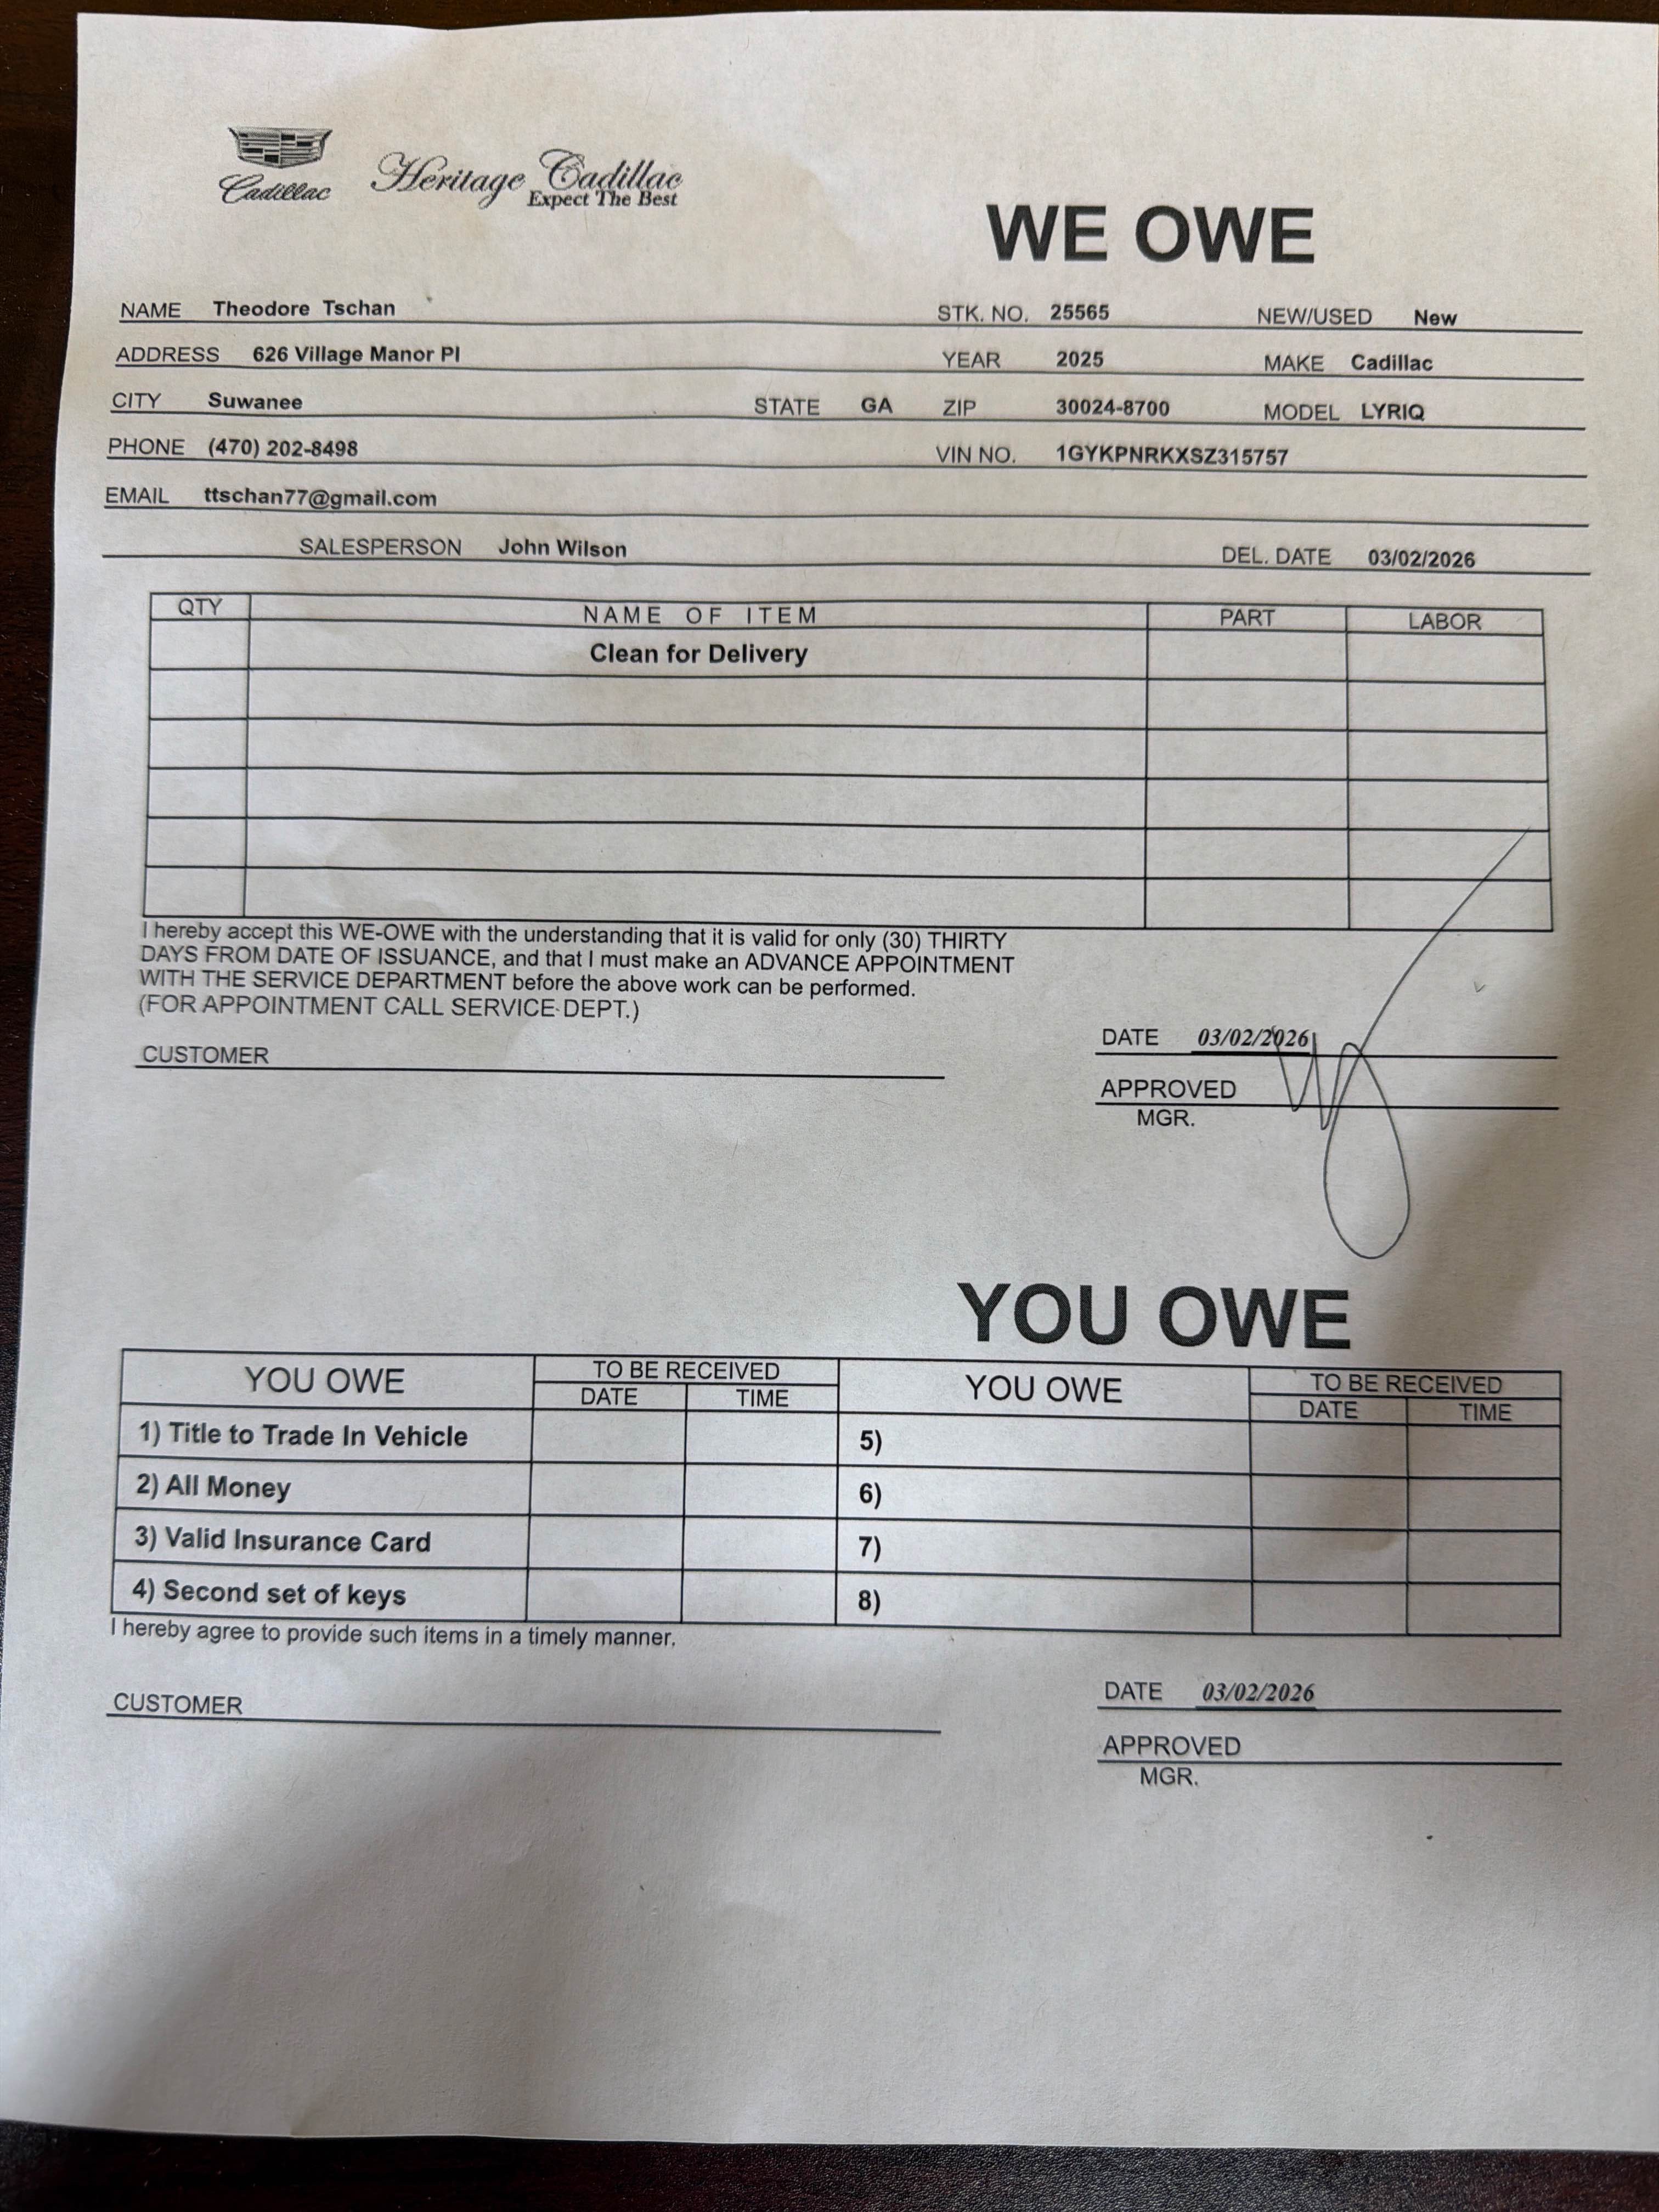 Cadillac
Heritage Cadillac
Expect The Best
WE OWE
NAME Theodore Tschan STK. NO. 25565 NEW/USED New
ADDRESS 626 Village Manor Pl YEAR 2025 MAKE Cadillac
CITY Suwanee STATE GA ZIP 30024-8700 MODEL LYRIQ
PHONE (470) 202-8498 VIN NO. 1GYKPNRKXSZ315757
EMAIL ttschan77@gmail.com
SALESPERSON John Wilson DEL. DATE 03/02/2026
QTY NAME OF ITEM PART LABOR
Clean for Delivery
I hereby accept this WE-OWE with the understanding that it is valid for only (30) THIRTY
DAYS FROM DATE OF ISSUANCE, and that I must make an ADVANCE APPOINTMENT
WITH THE SERVICE DEPARTMENT before the above work can be performed.
(FOR APPOINTMENT CALL SERVICE DEPT.)
DATE 03/02/2026
CUSTOMER
APPROVED
MGR.
YOU OWE
YOU OWE TO BE RECEIVED YOU OWE TO BE RECEIVED
DATE TIME DATE TIME
1) Title to Trade In Vehicle 5)
2) All Money 6)
3) Valid Insurance Card 7)
4) Second set of keys 8)
I hereby agree to provide such items in a timely manner.
CUSTOMER DATE 03/02/2026
APPROVED
MGR.